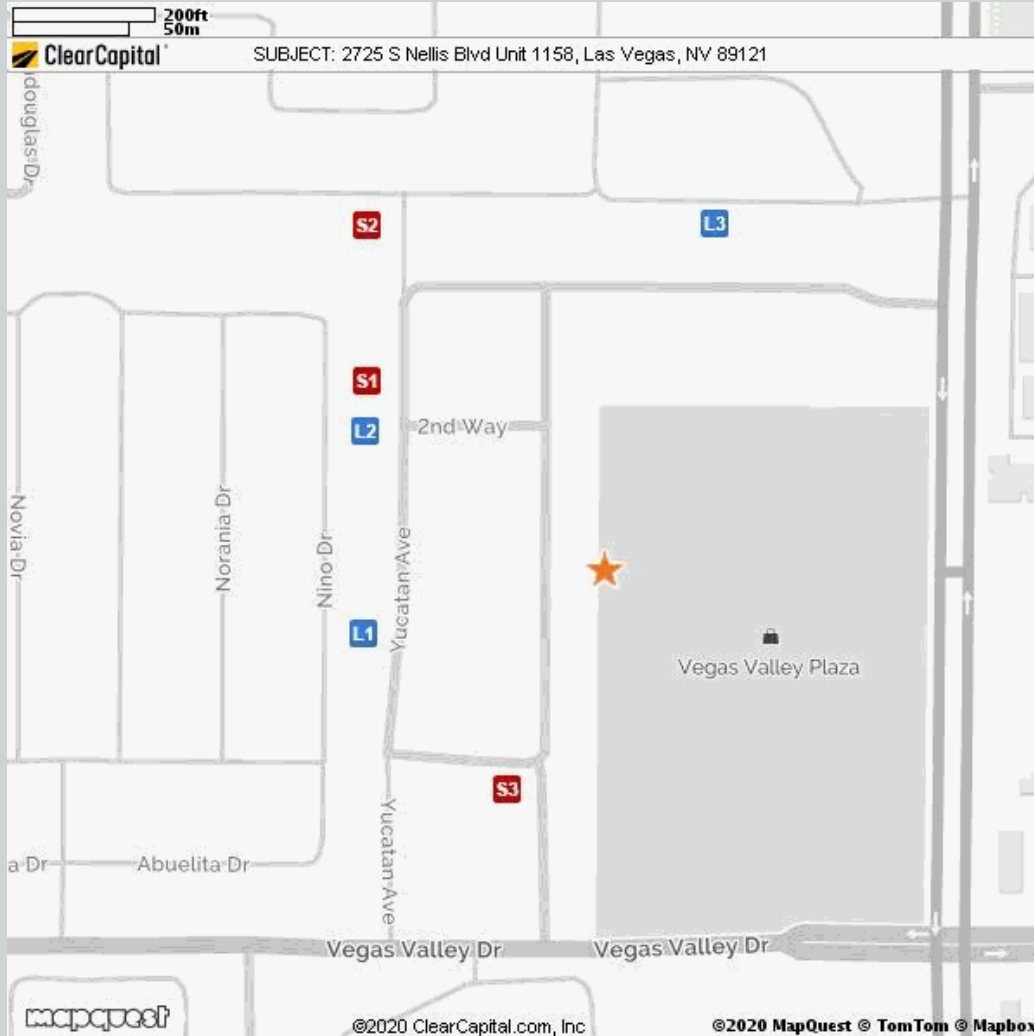 200ft
50m
ClearCapital
SUBJECT: 2725 S Nellis Blvd Unit 1158, Las Vegas, NV 89121
S2
L3
S1
L2
2nd Way
Novia Dr
Norania Dr
Nino Dr
Yucatan Ave
L1
Vegas Valley Plaza
S3
Yucatan Ave
a Dr
Abuelita Dr
Vegas Valley Dr
Vegas Valley Dr
mapquest
©2020 ClearCapital.com, Inc
©2020 MapQuest © TomTom © Mapbox